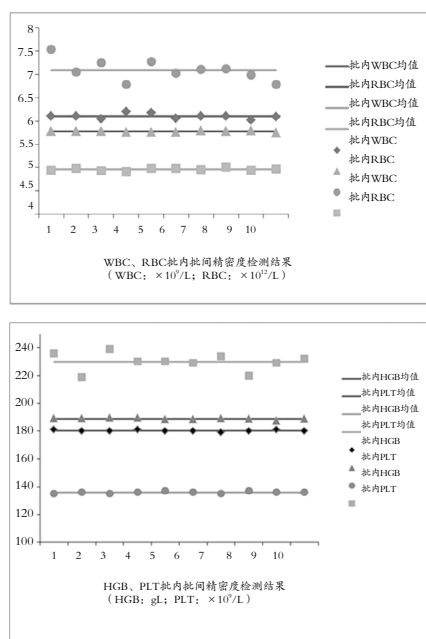 8
7.5
7
6.5
6
5.5
5
4.5
4
1 2 3 4 5 6 7 8 9 10
批内WBC均值
批内RBC均值
批内WBC均值
批内RBC均值
批内WBC
批内RBC
批内WBC
批内RBC
WBC、RBC批内批间精密度检测结果
（WBC：×10⁹/L；RBC：×10¹²/L）
240
220
200
180
160
140
120
100
1 2 3 4 5 6 7 8 9 10
批内HGB均值
批内PLT均值
批内HGB均值
批内PLT均值
批内HGB
批内PLT
批内HGB
批内PLT
HGB、PLT批内批间精密度检测结果
（HGB：gL；PLT：×10⁹/L）